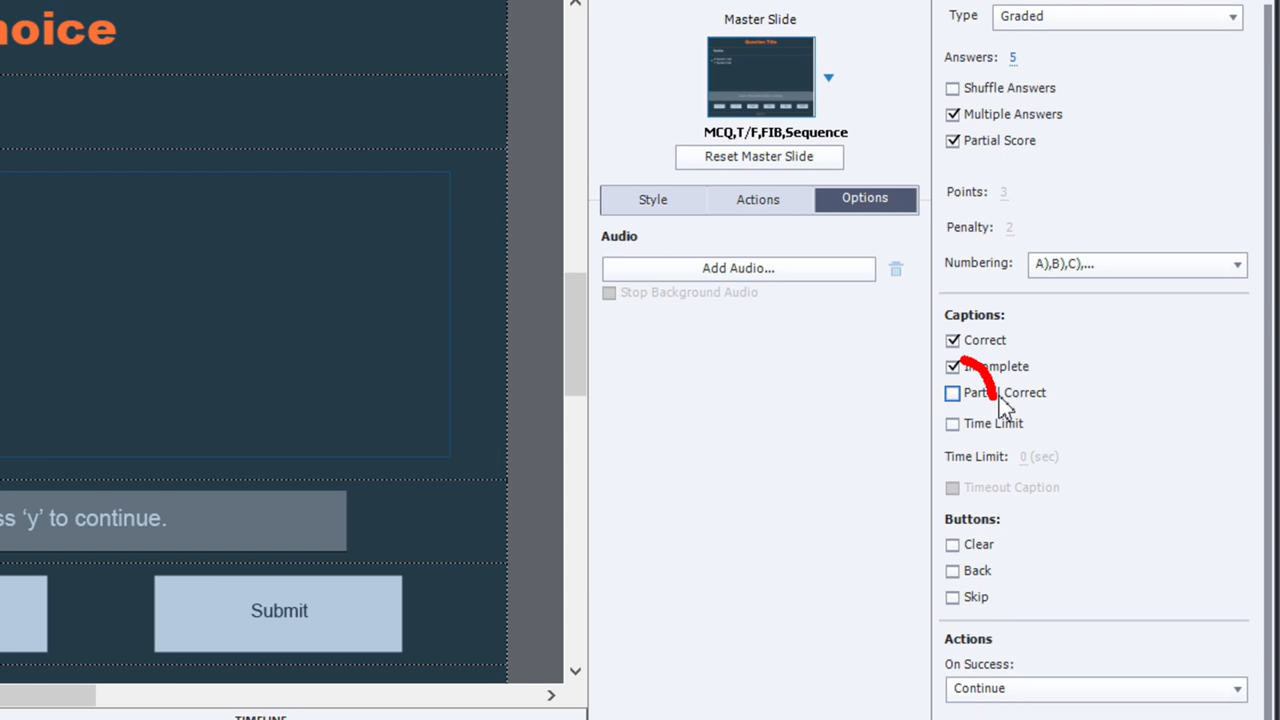 hoice
ss ‘y’ to continue.
Submit
TIMELINE
Master Slide
Question Title
MCQ,T/F,FIB,Sequence
Reset Master Slide
Style
Actions
Options
Audio
Add Audio...
Stop Background Audio
Type
Graded
Answers: 5
Shuffle Answers
Multiple Answers
Partial Score
Points: 3
Penalty: 2
Numbering:
A),B),C),...
Captions:
Correct
Incomplete
Partial Correct
Time Limit
Time Limit: 0 (sec)
Timeout Caption
Buttons:
Clear
Back
Skip
Actions
On Success:
Continue